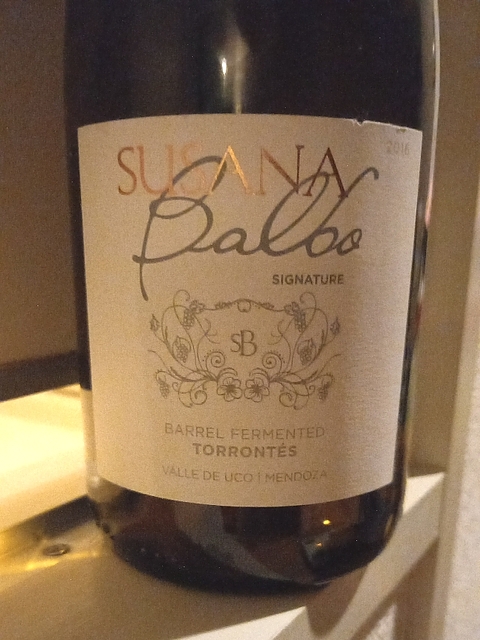 2016
SUSANA
Balbo
SIGNATURE
SB
BARREL FERMENTED
TORRONTÉS
VALLE DE UCO | MENDOZA